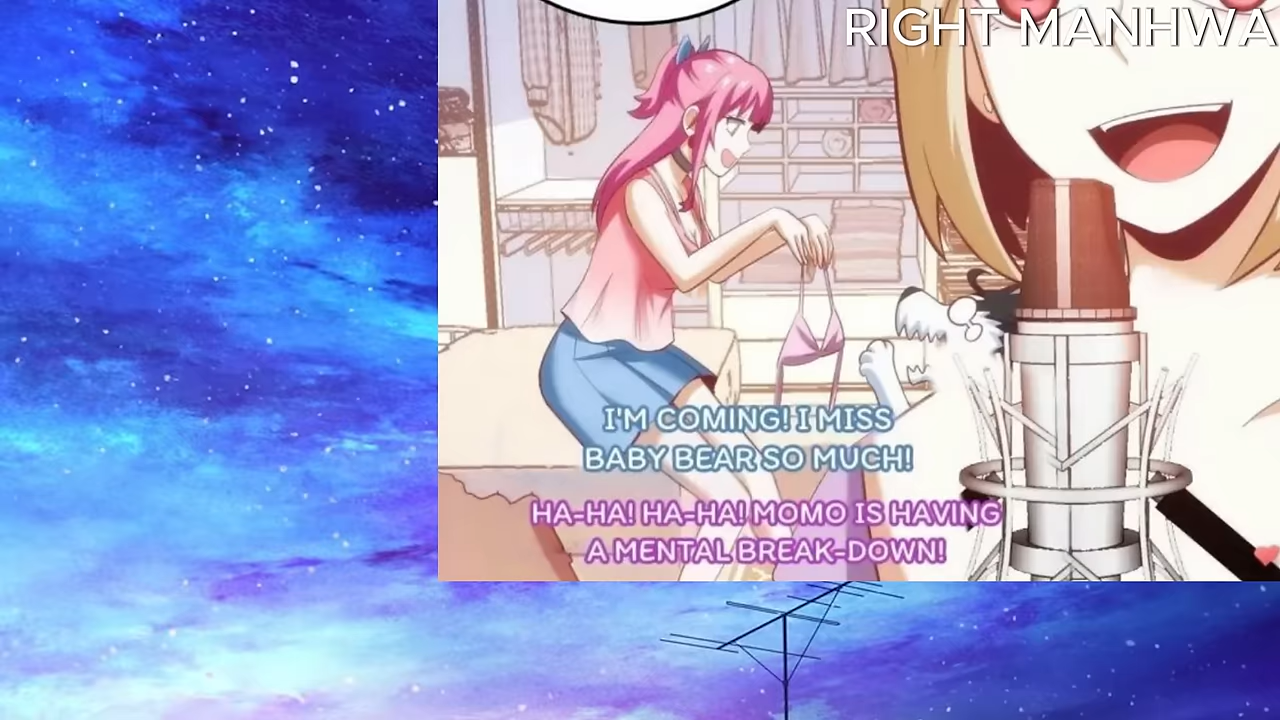 RIGHT MANHWA
I'M COMING! I MISS
BABY BEAR SO MUCH!
HA-HA! HA-HA! MOMO IS HAVING
A MENTAL BREAK-DOWN!